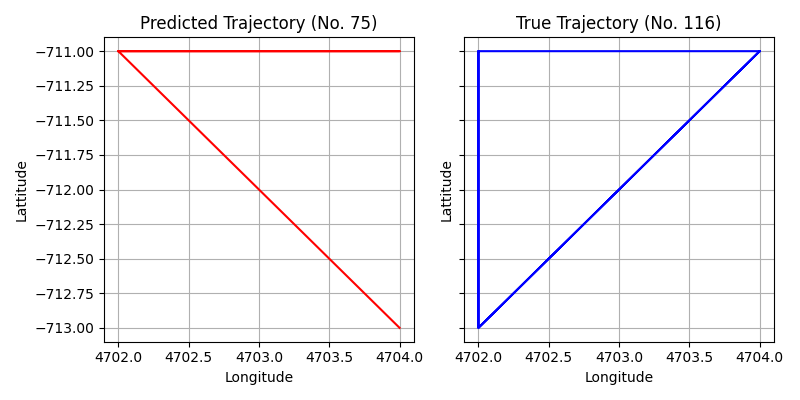 Predicted Trajectory (No. 75)
−711.00
−711.25
−711.50
−711.75
−712.00
−712.25
−712.50
−712.75
−713.00
Lattitude
4702.0 4702.5 4703.0 4703.5 4704.0
Longitude
True Trajectory (No. 116)
Lattitude
4702.0 4702.5 4703.0 4703.5 4704.0
Longitude